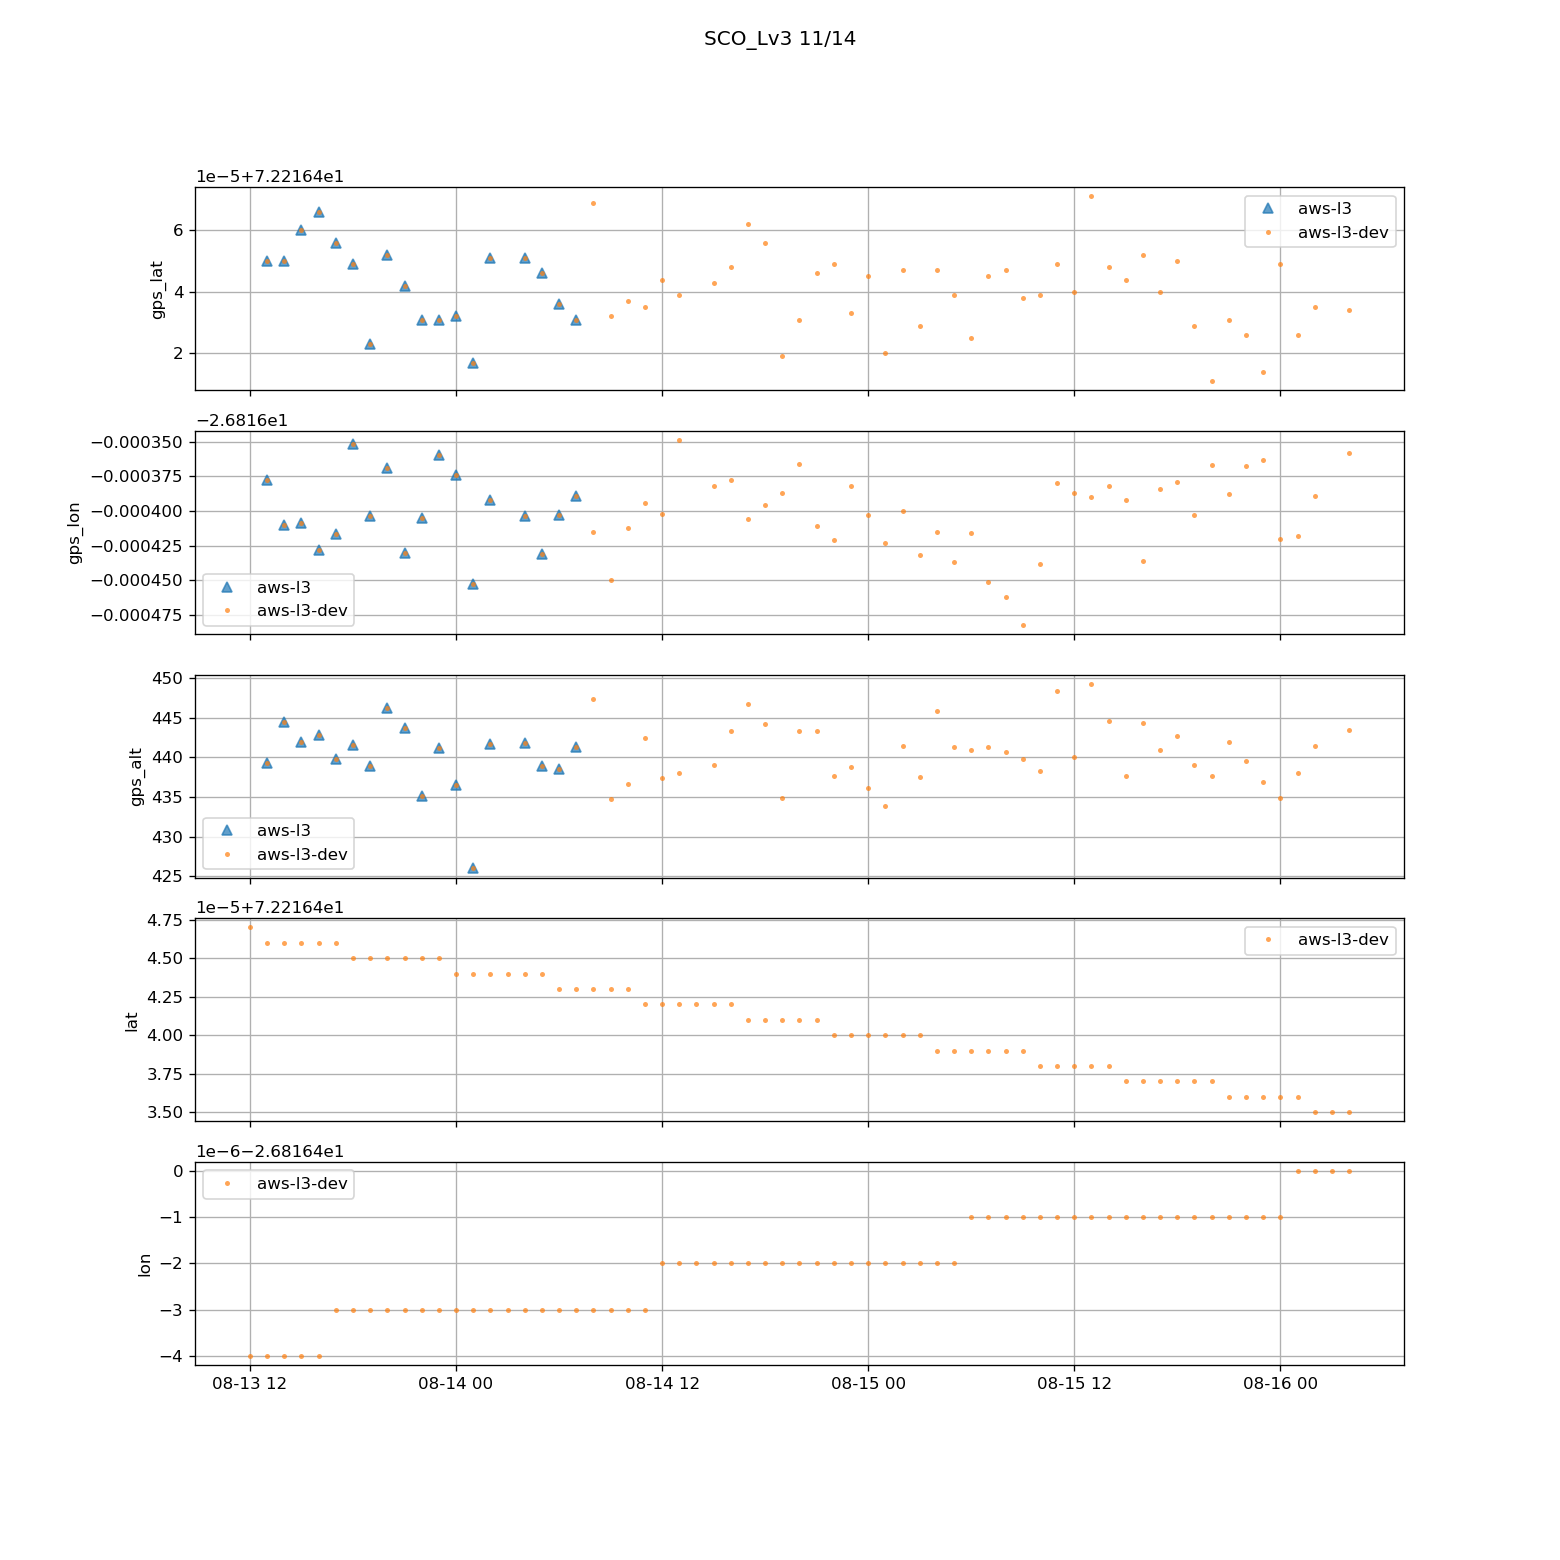 SCO_Lv3 11/14
1e−5+7.22164e1
6
4
2
gps_lat
aws-l3
aws-l3-dev
−2.6816e1
−0.000350
−0.000375
−0.000400
−0.000425
−0.000450
−0.000475
gps_lon
aws-l3
aws-l3-dev
450
445
440
435
430
425
gps_alt
aws-l3
aws-l3-dev
1e−5+7.22164e1
4.75
4.50
4.25
4.00
3.75
3.50
lat
aws-l3-dev
1e−6−2.68164e1
0
−1
−2
−3
−4
lon
aws-l3-dev
08-13 12
08-14 00
08-14 12
08-15 00
08-15 12
08-16 00